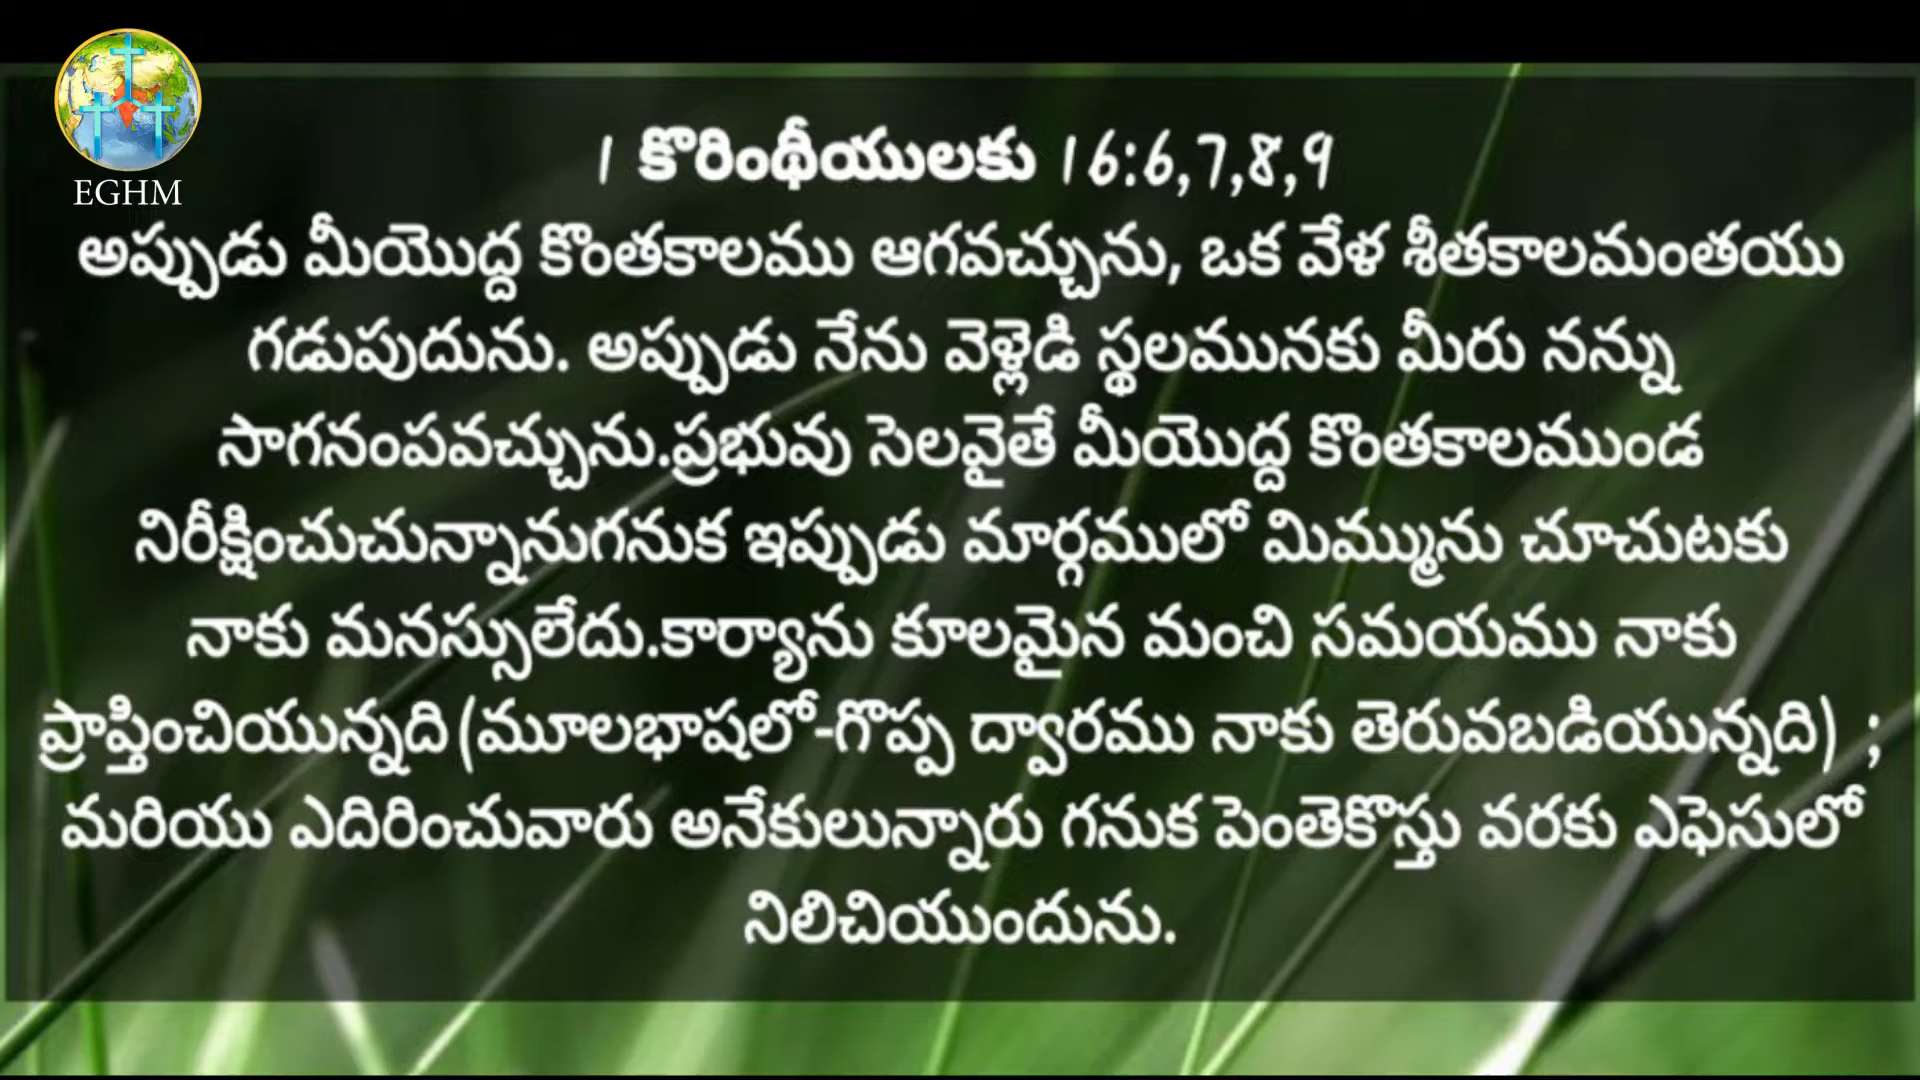 EGHM
1 కొరింథీయులకు 16:6,7,8,9
అప్పుడు మీయొద్ద కొంతకాలము ఆగవచ్చును, ఒక వేళ శీతకాలమంతయు
గడుపుదును. అప్పుడు నేను వెళ్లెడి స్థలమునకు మీరు నన్ను
సాగనంపవచ్చును.ప్రభువు సెలవైతే మీయొద్ద కొంతకాలముండ
నిరీక్షించుచున్నానుగనుక ఇప్పుడు మార్గములో మిమ్మును చూచుటకు
నాకు మనస్సులేదు.కార్యాను కూలమైన మంచి సమయము నాకు
ప్రాప్తించియున్నది(మూలభాషలో-గొప్ప ద్వారము నాకు తెరువబడియున్నది) ;
మరియు ఎదిరించువారు అనేకులున్నారు గనుక పెంతెకొస్తు వరకు ఎఫెసులో
నిలిచియుందును.